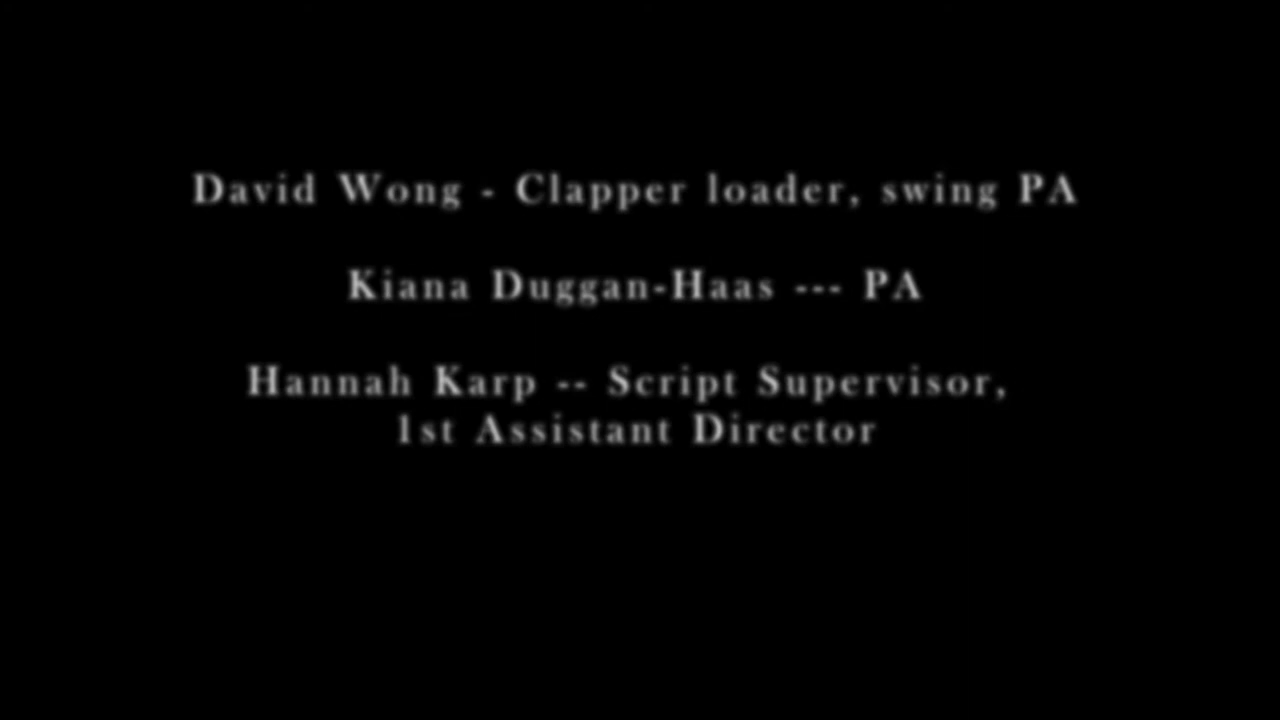 David Wong - Clapper loader, swing PA
Kiana Duggan-Haas --- PA
Hannah Karp -- Script Supervisor,
1st Assistant Director